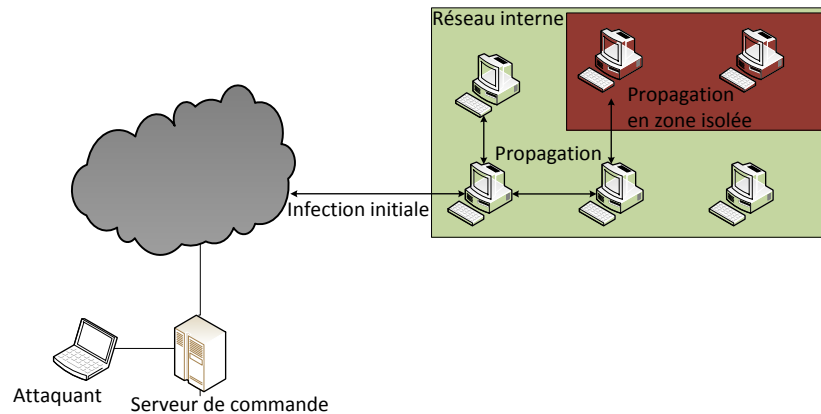 Réseau interne
Propagation
en zone isolée
Propagation
Infection initiale
Attaquant
Serveur de commande